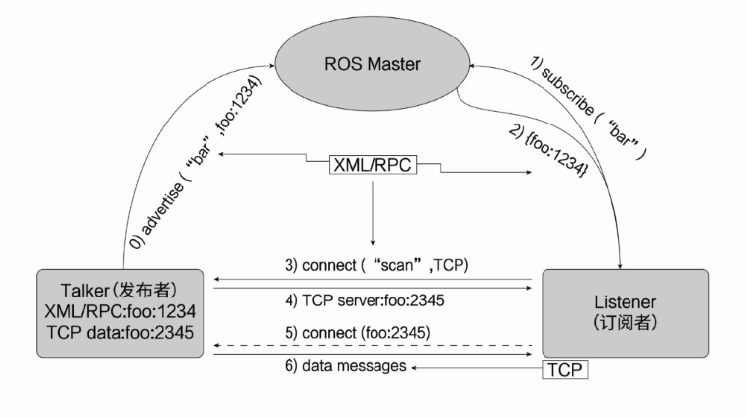 ROS Master
0) advertise (“bar”,foo:1234)
1) subscribe (“bar”)
2) {foo:1234}
XML/RPC
3) connect (“scan”,TCP)
4) TCP server:foo:2345
5) connect (foo:2345)
6) data messages
TCP
Talker(发布者)
XML/RPC:foo:1234
TCP data:foo:2345
Listener
(订阅者)